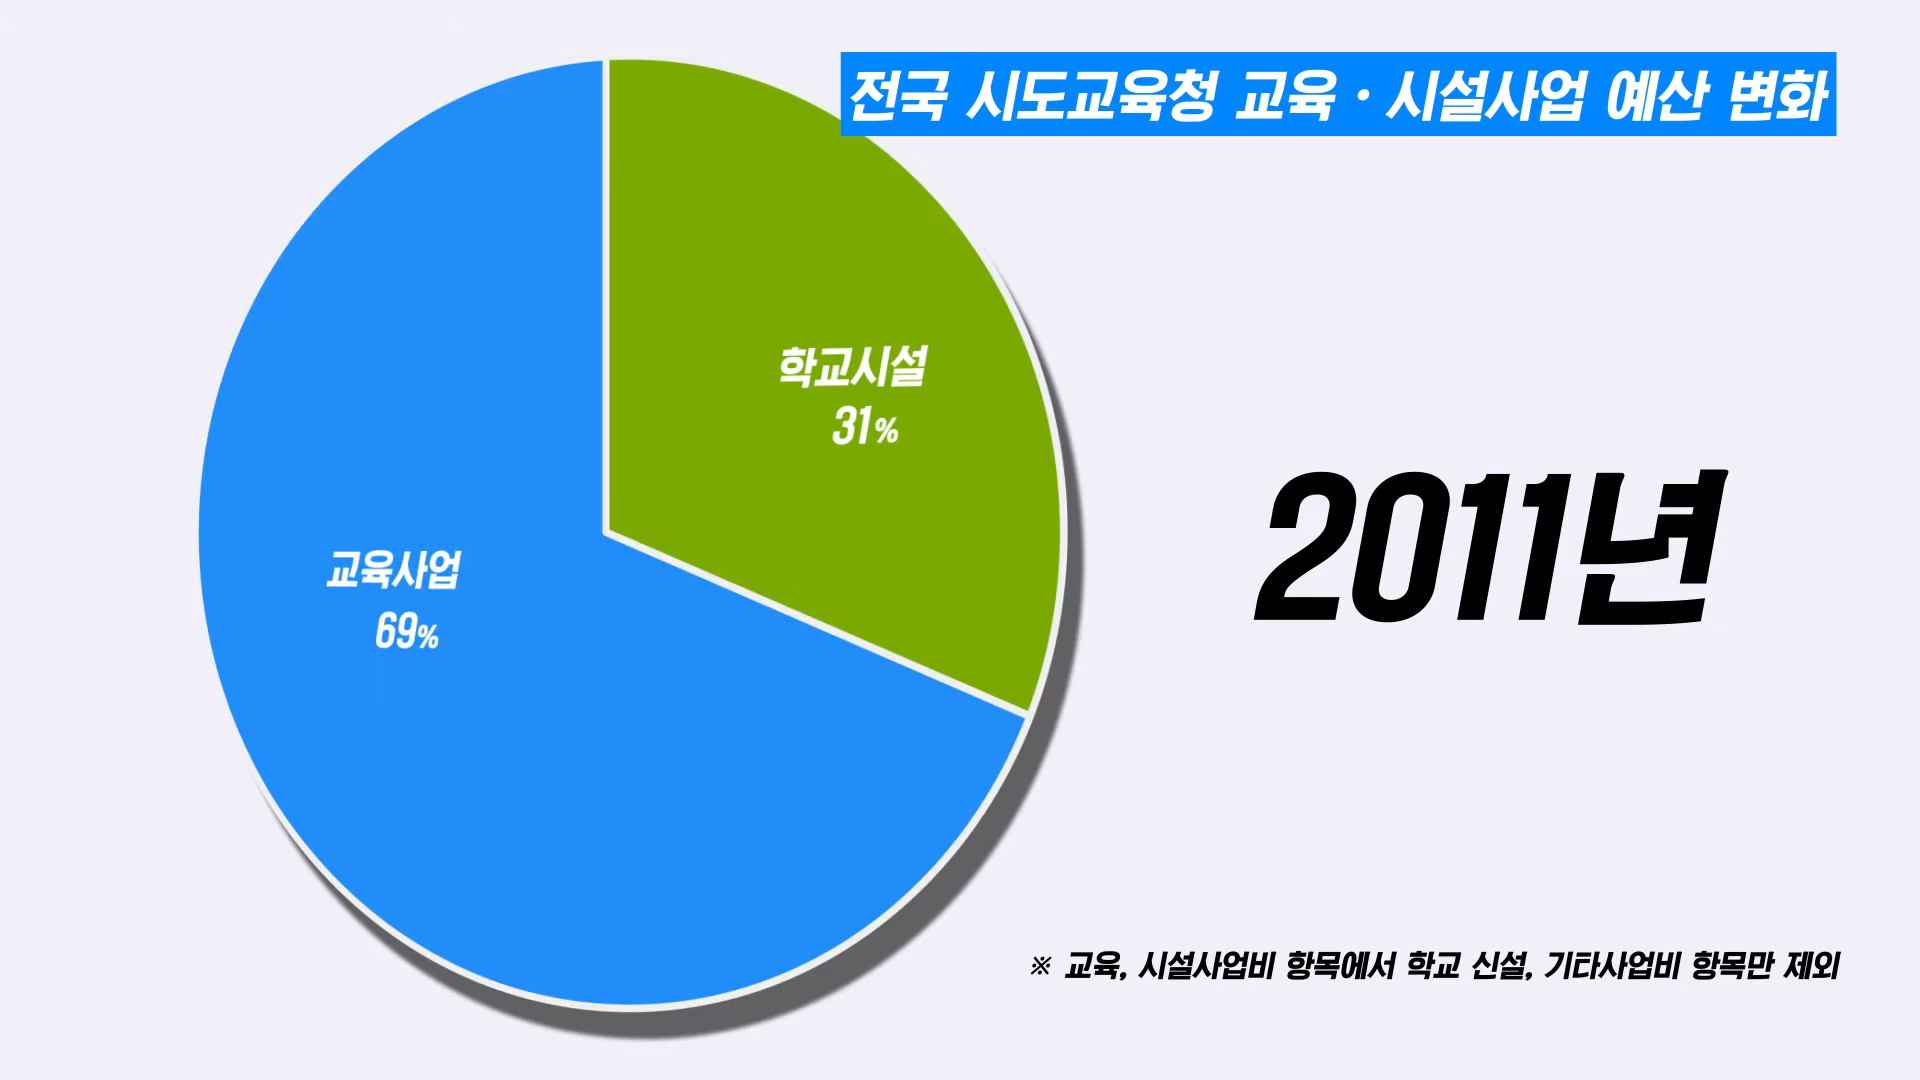 전국 시도교육청 교육·시설사업 예산 변화
학교시설
31%
교육사업
69%
2011년
※ 교육, 시설사업비 항목에서 학교 신설, 기타사업비 항목만 제외